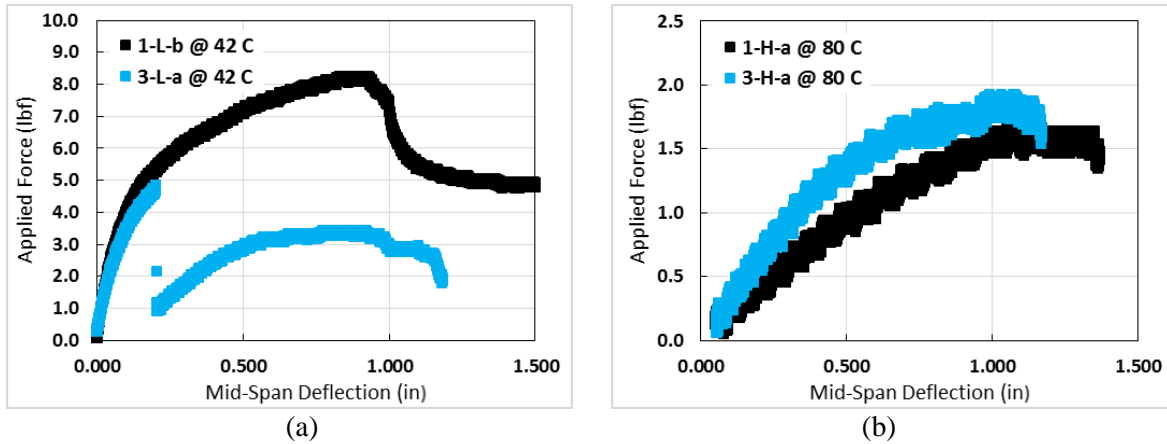 10.0
9.0
8.0
7.0
6.0
5.0
4.0
3.0
2.0
1.0
0.0
Applied Force (lbf)
1-L-b @ 42 C
3-L-a @ 42 C
0.000 0.500 1.000 1.500
Mid-Span Deflection (in)
(a)
2.5
2.0
1.5
1.0
0.5
0.0
Applied Force (lbf)
1-H-a @ 80 C
3-H-a @ 80 C
0.000 0.500 1.000 1.500
Mid-Span Deflection (in)
(b)